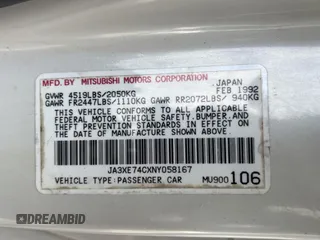 MFD. BY MITSUBISHI MOTORS CORPORATION JAPAN
GVWR 4519LBS/2050KG FEB 1992
GAWR FR2447LBS/1110KG GAWR RR2072LBS/ 940KG
THIS VEHICLE CONFORMS TO ALL APPLICABLE
FEDERAL MOTOR VEHICLE SAFETY, BUMPER, AND
THEFT PREVENTION STANDARDS IN EFFECT ON THE
DATE OF MANUFACTURE SHOWN ABOVE.
JA3XE74CXNY058167
VEHICLE TYPE:PASSENGER CAR MU900106
DREAMBID